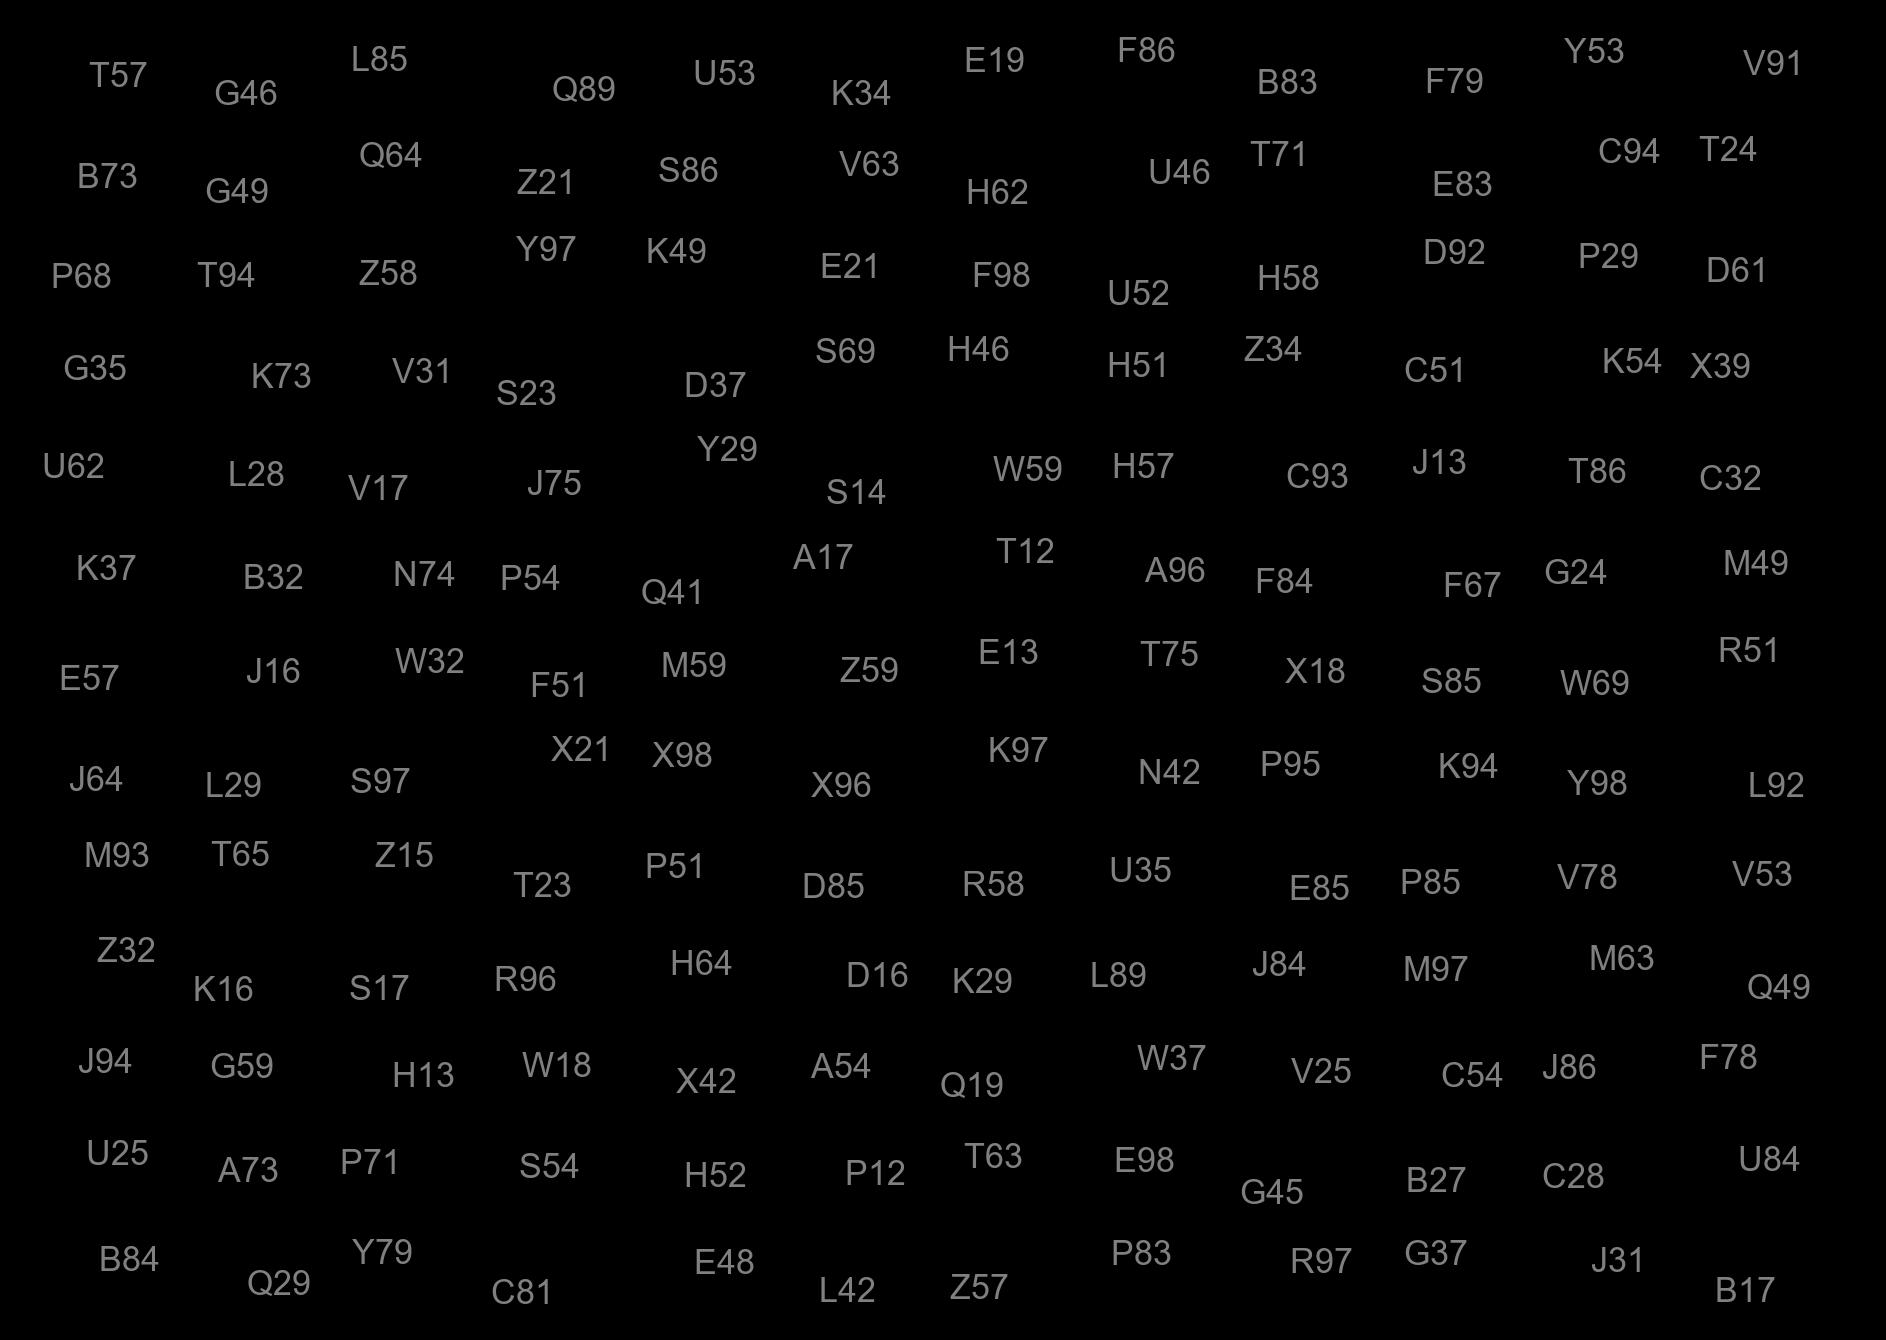 T57 G46 L85 Q89 U53 K34 E19 F86 B83 F79 Y53 V91
B73 G49 Q64 Z21 S86 V63 H62 U46 T71 E83 C94 T24
P68 T94 Z58 Y97 K49 E21 F98 U52 H58 D92 P29 D61
G35 K73 V31 S23 D37 S69 H46 H51 Z34 C51 K54 X39
U62 L28 V17 J75 Y29 S14 W59 H57 C93 J13 T86 C32
K37 B32 N74 P54 Q41 A17 T12 A96 F84 F67 G24 M49
E57 J16 W32 F51 M59 Z59 E13 T75 X18 S85 W69 R51
J64 L29 S97 X21 X98 X96 K97 N42 P95 K94 Y98 L92
M93 T65 Z15 T23 P51 D85 R58 U35 E85 P85 V78 V53
Z32 K16 S17 R96 H64 D16 K29 L89 J84 M97 M63 Q49
J94 G59 H13 W18 X42 A54 Q19 W37 V25 C54 J86 F78
U25 A73 P71 S54 H52 P12 T63 E98 G45 B27 C28 U84
B84 Q29 Y79 C81 E48 L42 Z57 P83 R97 G37 J31 B17